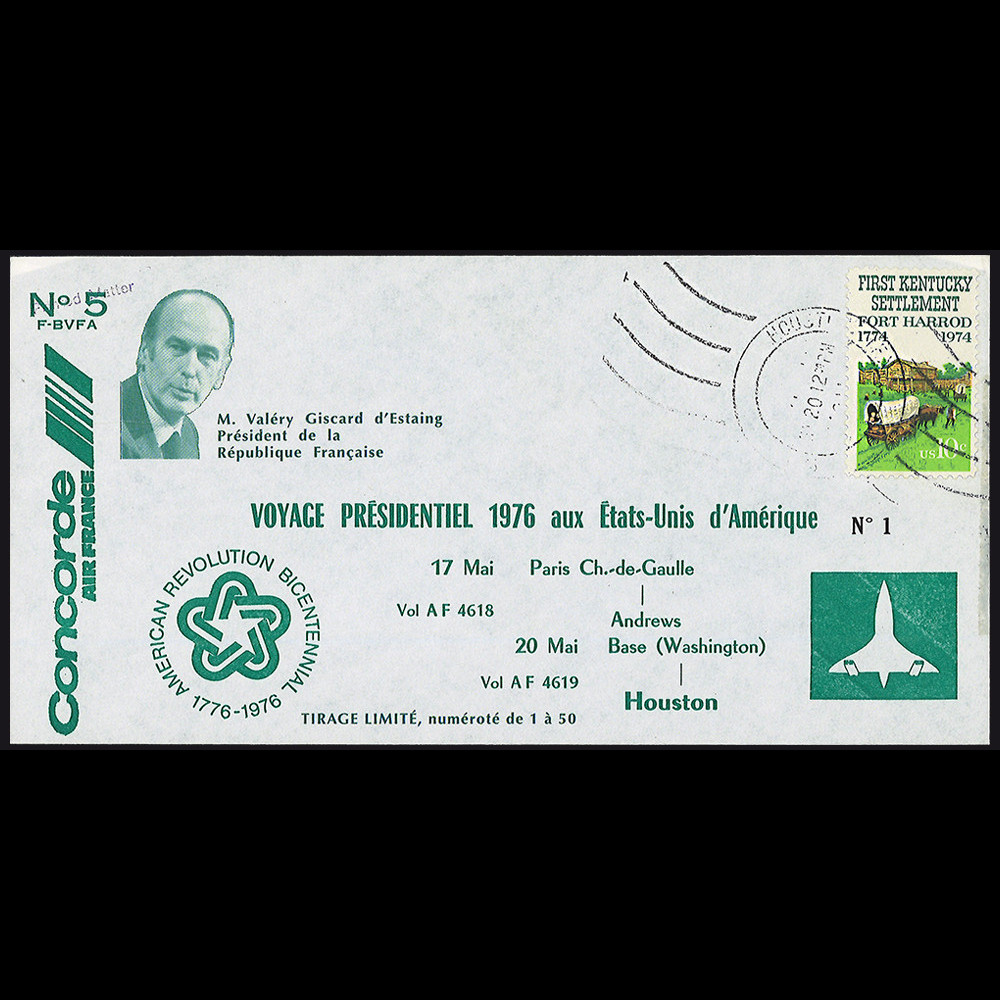 Nº 5
F-BVFA
Concorde
AIR FRANCE
M. Valéry Giscard d'Estaing
Président de la
République Française
FIRST KENTUCKY
SETTLEMENT
FORT HARROD
1774 1974
US 10c
VOYAGE PRÉSIDENTIEL 1976 aux États-Unis d'Amérique N° 1
AMERICAN REVOLUTION BICENTENNIAL
1776-1976
17 Mai Paris Ch.-de-Gaulle
Vol AF 4618
Andrews
20 Mai Base (Washington)
Vol AF 4619
Houston
TIRAGE LIMITÉ, numéroté de 1 à 50